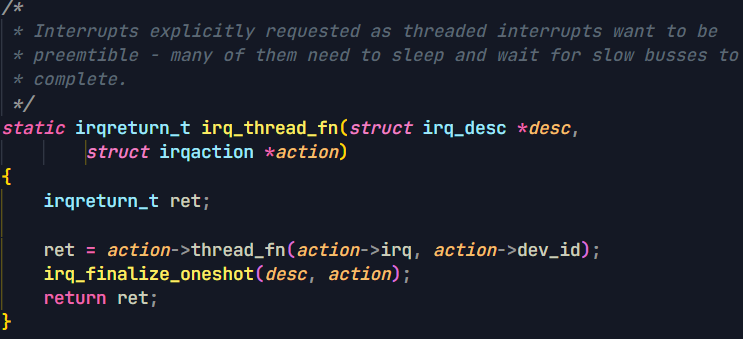 /*
 * Interrupts explicitly requested as threaded interrupts want to be
 * preemtible - many of them need to sleep and wait for slow busses to
 * complete.
 */
static irqreturn_t irq_thread_fn(struct irq_desc *desc,
        struct irqaction *action)
{
    irqreturn_t ret;

    ret = action->thread_fn(action->irq, action->dev_id);
    irq_finalize_oneshot(desc, action);
    return ret;
}